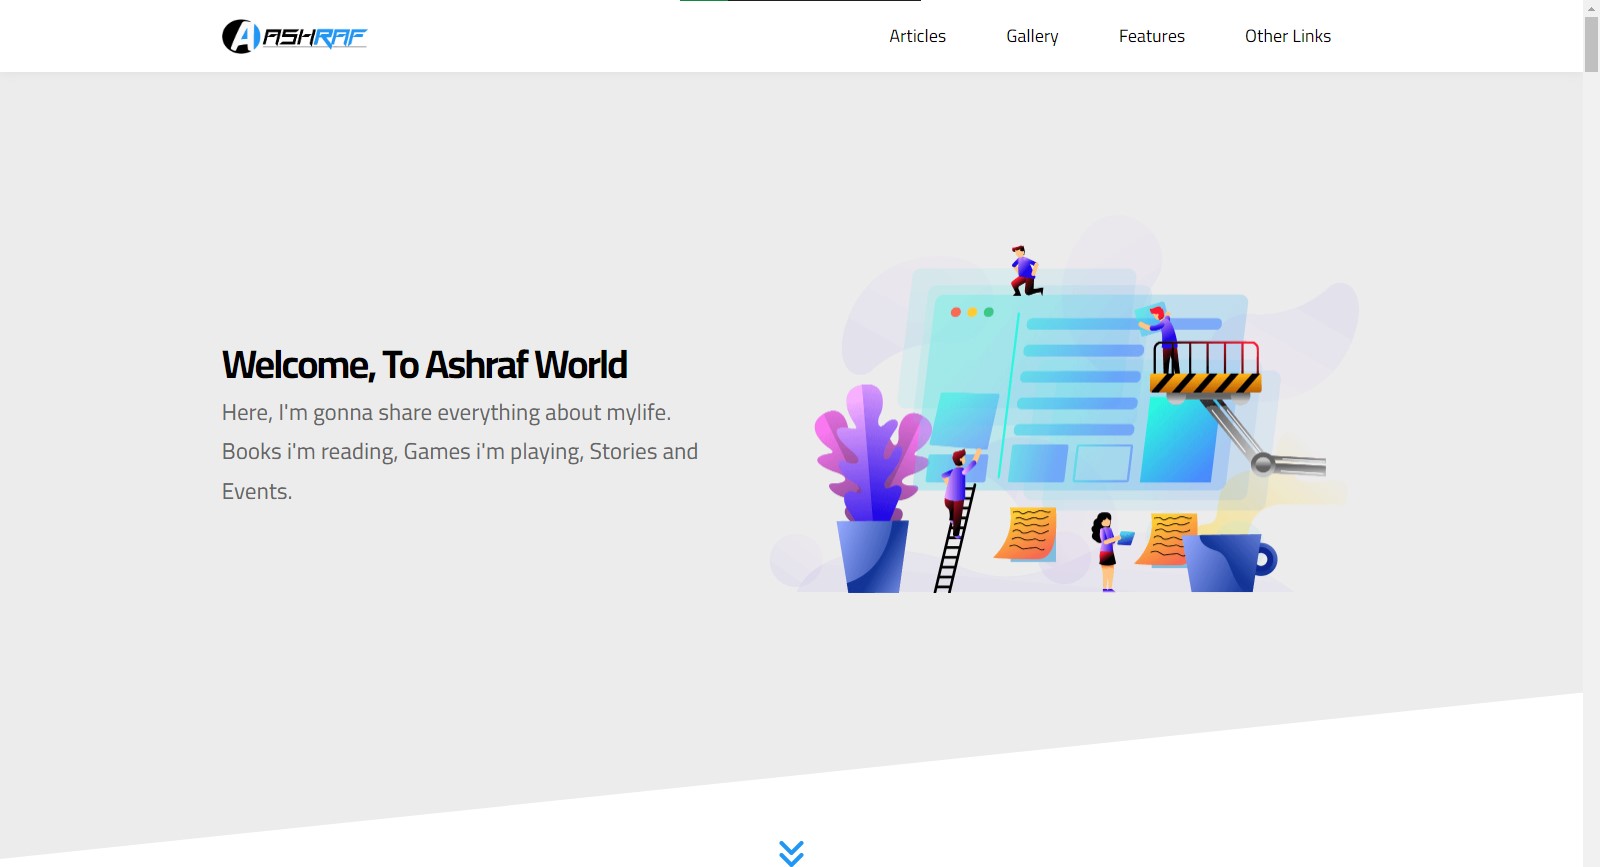 ASHRAF
Articles
Gallery
Features
Other Links
Welcome, To Ashraf World
Here, I'm gonna share everything about mylife.
Books i'm reading, Games i'm playing, Stories and
Events.